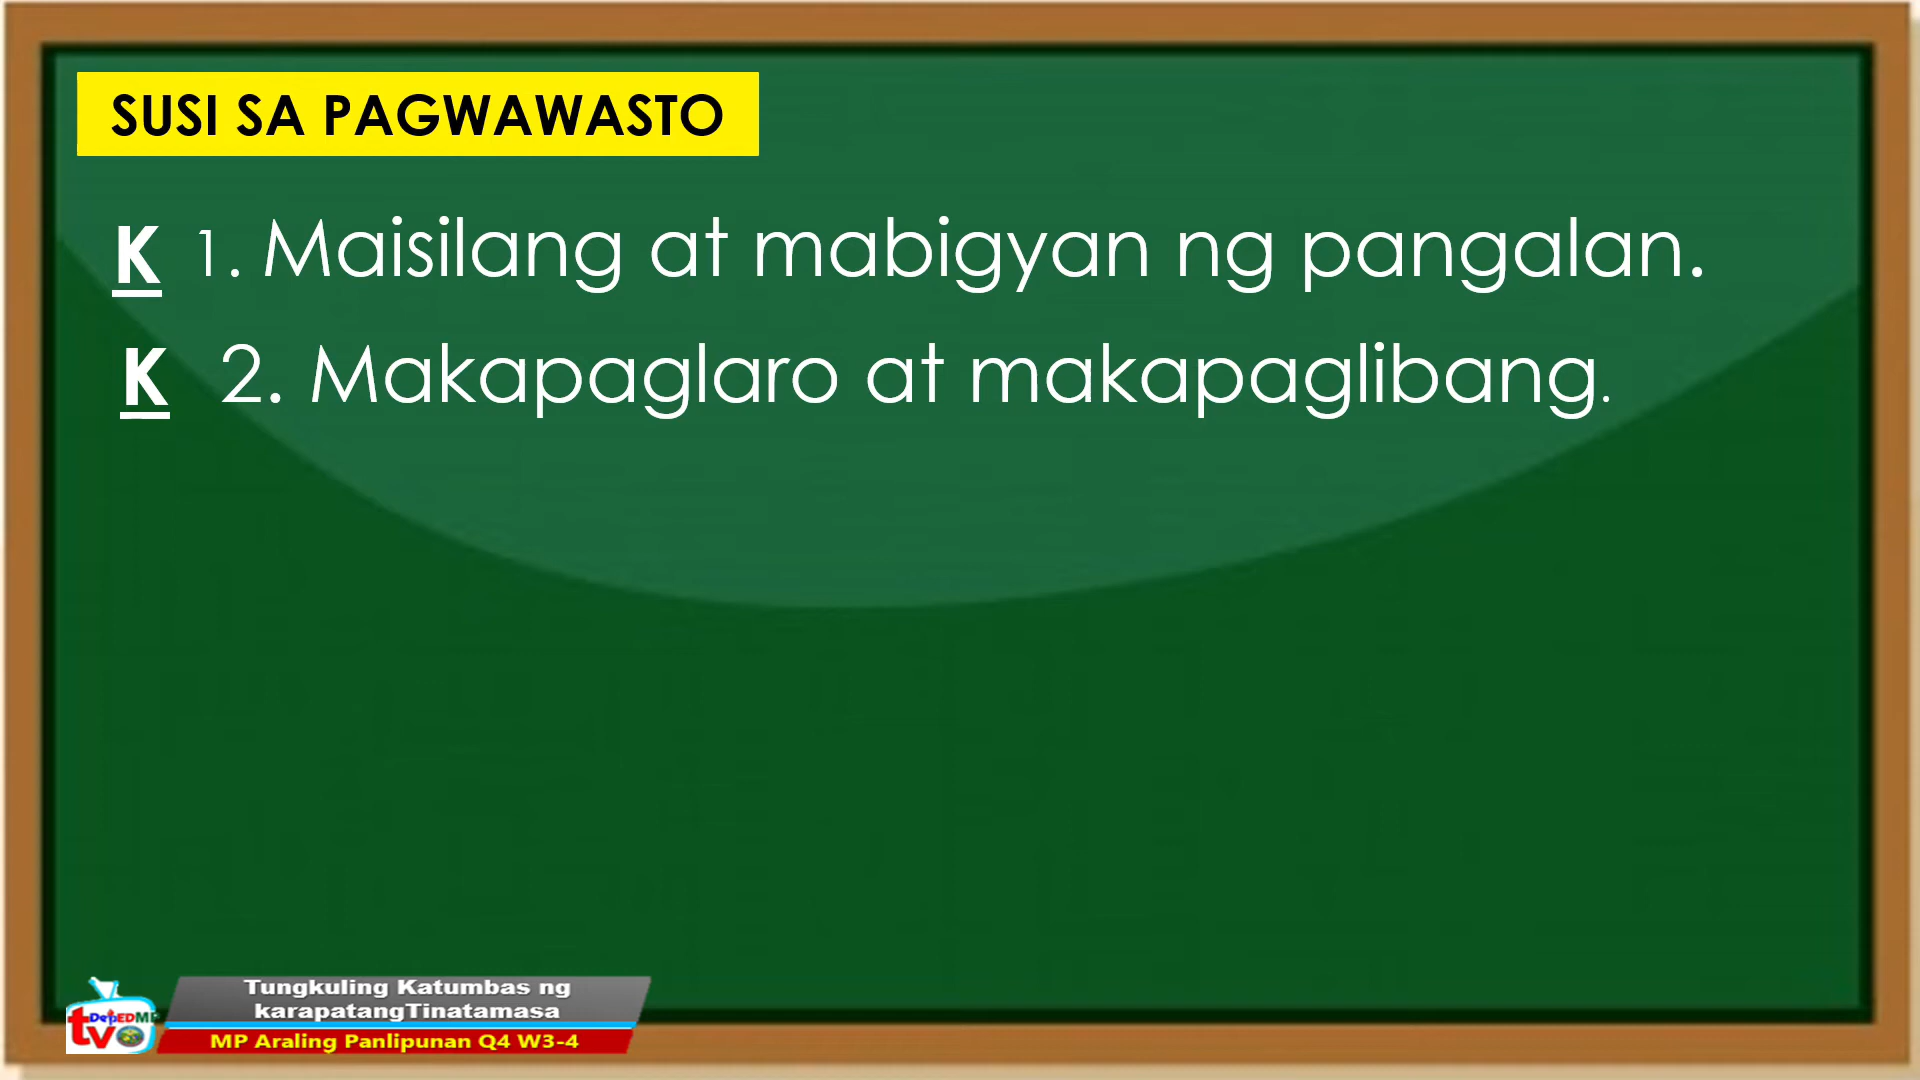 SUSI SA PAGWAWASTO
K 1. Maisilang at mabigyan ng pangalan.
K 2. Makapaglaro at makapaglibang.
Tungkuling Katumbas ng
karapatangTinatamasa
DepEDMP
tv
MP Araling Panlipunan Q4 W3-4